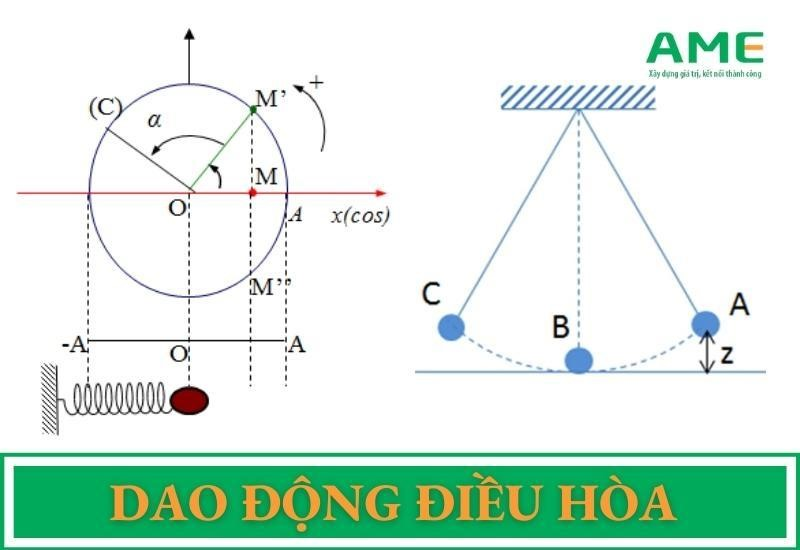 AME
Xây dựng giá trị, kết nối thành công
(C)
α
M’
+
M
O
A
x(cos)
M’’
-A
O
A
C
B
A
z
DAO ĐỘNG ĐIỀU HÒA